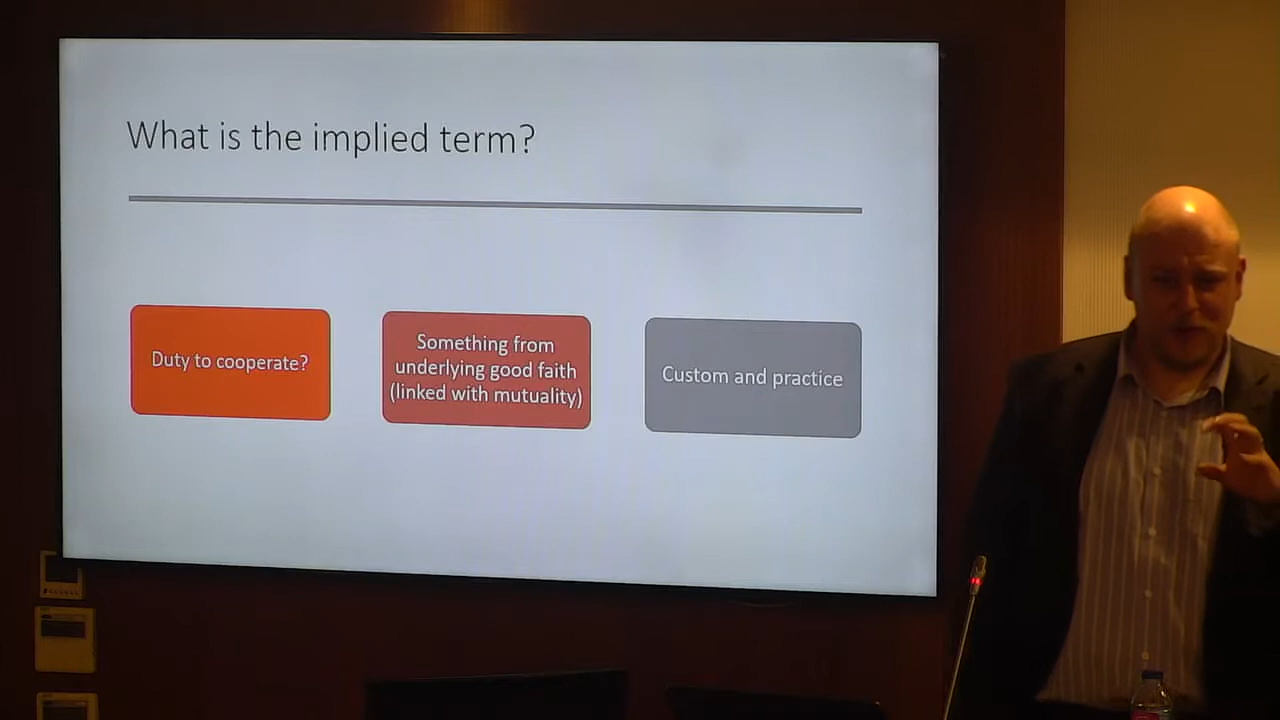 What is the implied term?
Duty to cooperate?
Something from
underlying good faith
(linked with mutuality)
Custom and practice